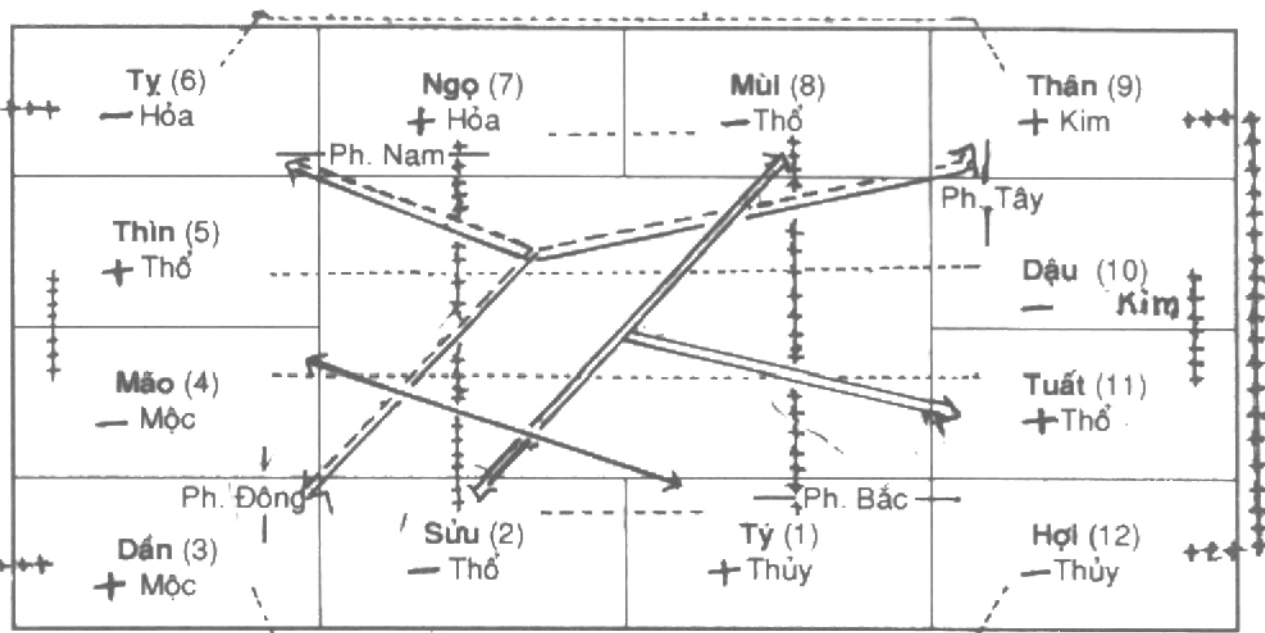 Tỵ (6)
— Hỏa
Ngọ (7)
+ Hỏa
Mùi (8)
— Thổ
Thân (9)
+ Kim
Ph. Nam
Ph. Tây
Thìn (5)
+ Thổ
Dậu (10)
— Kim
Mão (4)
— Mộc
Tuất (11)
+ Thổ
Ph. Đông
Ph. Bắc
Dần (3)
+ Mộc
Sửu (2)
— Thổ
Tý (1)
+ Thủy
Hợi (12)
— Thủy